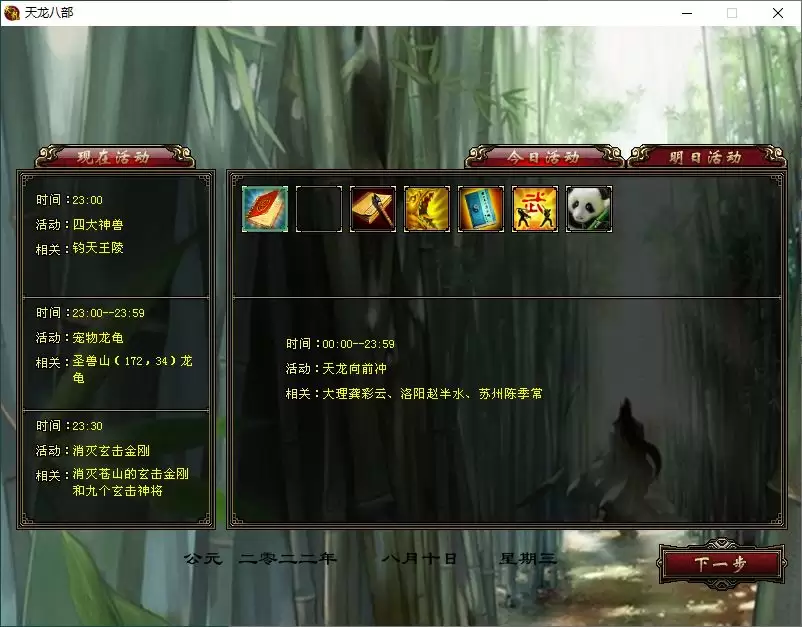 天龙八部
现在活动
今日活动
明日活动
时间：23:00
活动：四大神兽
相关：钧天王陵
时间：23:00--23:59
活动：宠物龙龟
相关：圣兽山（172，34）龙
龟
时间：23:30
活动：消灭玄击金刚
相关：消灭苍山的玄击金刚
和九个玄击神将
武
时间：00:00--23:59
活动：天龙向前冲
相关：大理龚彩云、洛阳赵半水、苏州陈季常
公元 二零二二年 八月十日 星期三
下一步